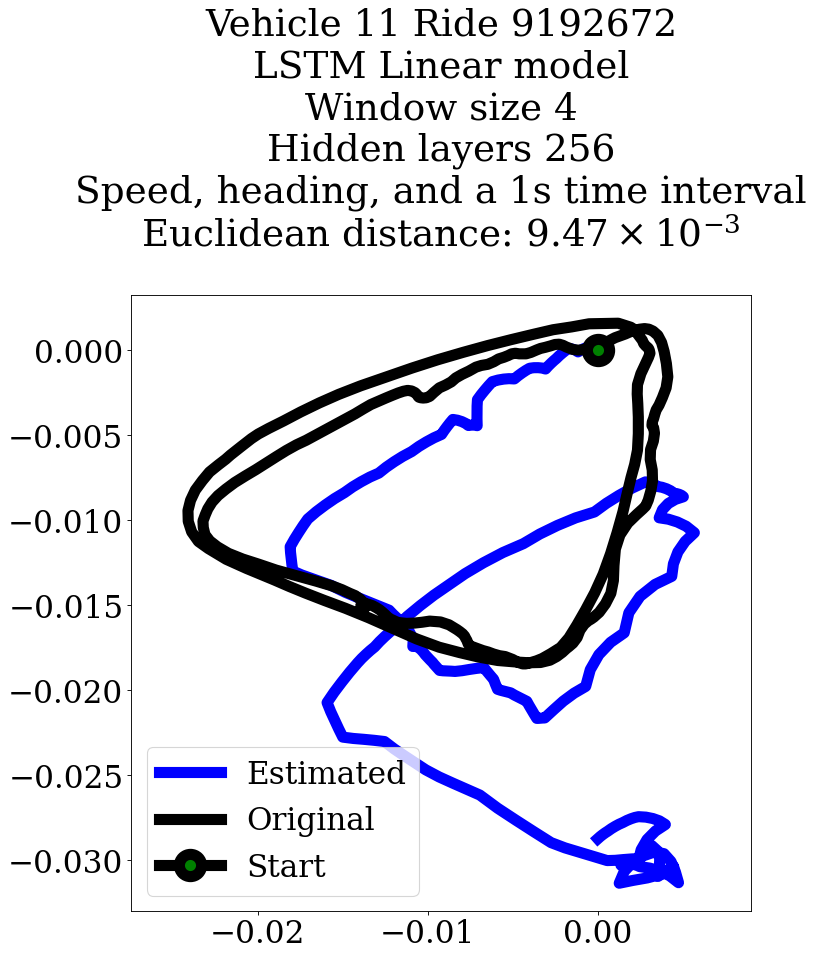 Vehicle 11 Ride 9192672
LSTM Linear model
Window size 4
Hidden layers 256
Speed, heading, and a 1s time interval
Euclidean distance: 9.47 × 10⁻³
0.000
−0.005
−0.010
−0.015
−0.020
−0.025
−0.030
Estimated
Original
Start
−0.02 −0.01 0.00